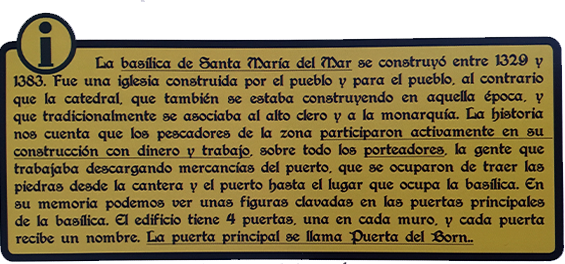 i
La basílica de Santa María del Mar se construyó entre 1329 y
1383. Fue una iglesia construida por el pueblo y para el pueblo, al contrario
que la catedral, que también se estaba construyendo en aquella época, y
que tradicionalmente se asociaba al alto clero y a la monarquía. La historia
nos cuenta que los pescadores de la zona participaron activamente en su
construcción con dinero y trabajo, sobre todo los porteadores, la gente que
trabajaba descargando mercancías del puerto, que se ocuparon de traer las
piedras desde la cantera y el puerto hasta el lugar que ocupa la basílica. En
su memoria podemos ver unas figuras clavadas en las puertas principales
de la basílica. El edificio tiene 4 puertas, una en cada muro, y cada puerta
recibe un nombre. La puerta principal se llama Puerta del Born..